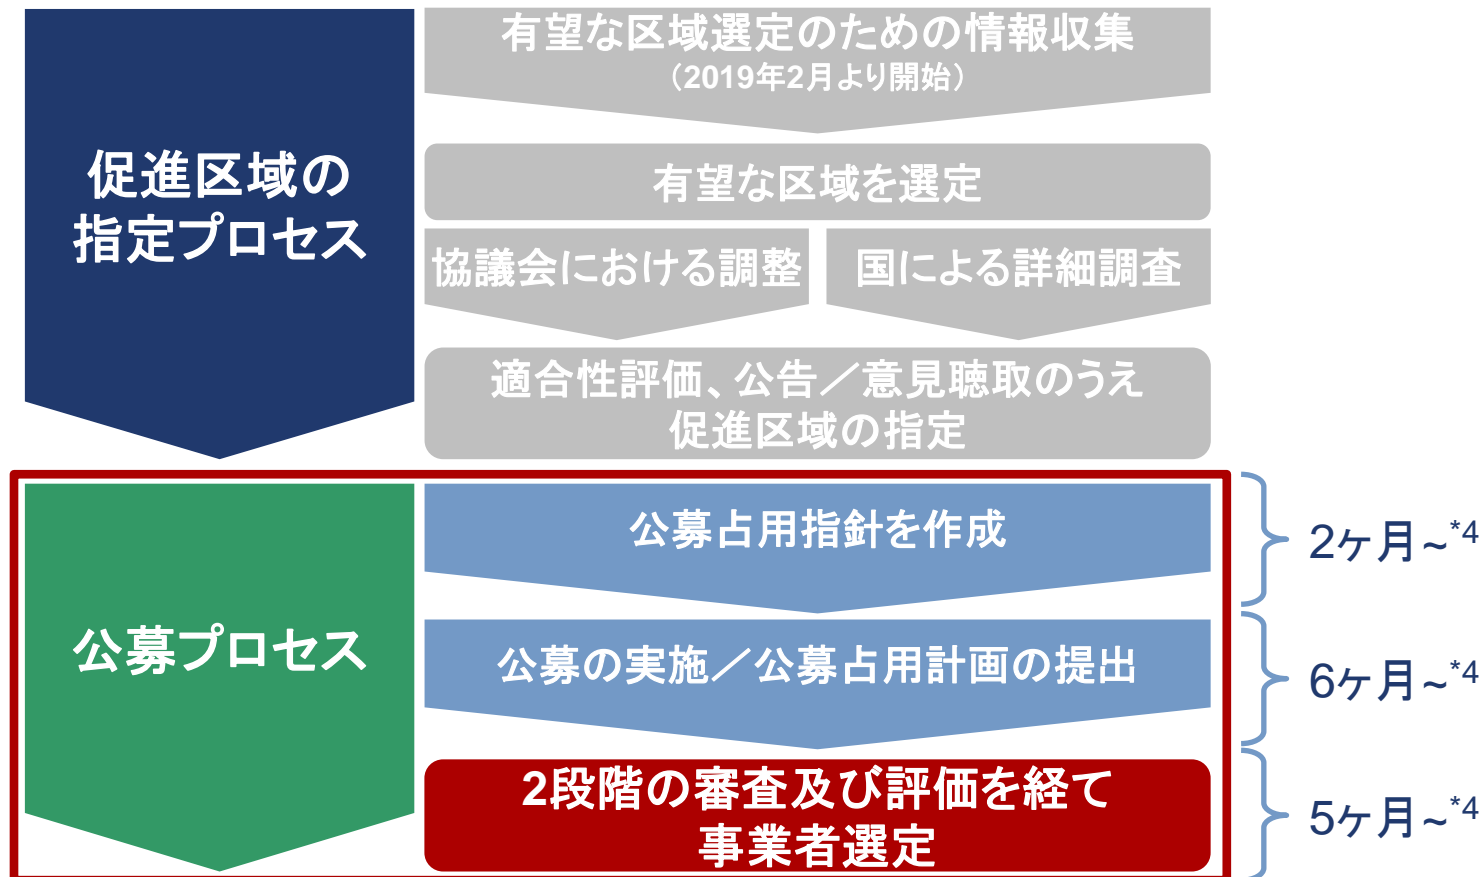 促進区域の
指定プロセス
有望な区域選定のための情報収集
（2019年2月より開始）
有望な区域を選定
協議会における調整
国による詳細調査
適合性評価、公告／意見聴取のうえ
促進区域の指定
公募プロセス
公募占用指針を作成
2ヶ月~*4
公募の実施／公募占用計画の提出
6ヶ月~*4
2段階の審査及び評価を経て
事業者選定
5ヶ月~*4